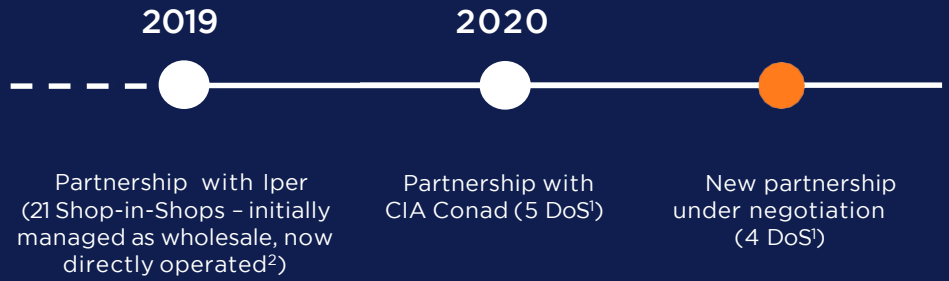 2019
2020
Partnership with Iper
(21 Shop-in-Shops – initially
managed as wholesale, now
directly operated²)
Partnership with
CIA Conad (5 DoS¹)
New partnership
under negotiation
(4 DoS¹)